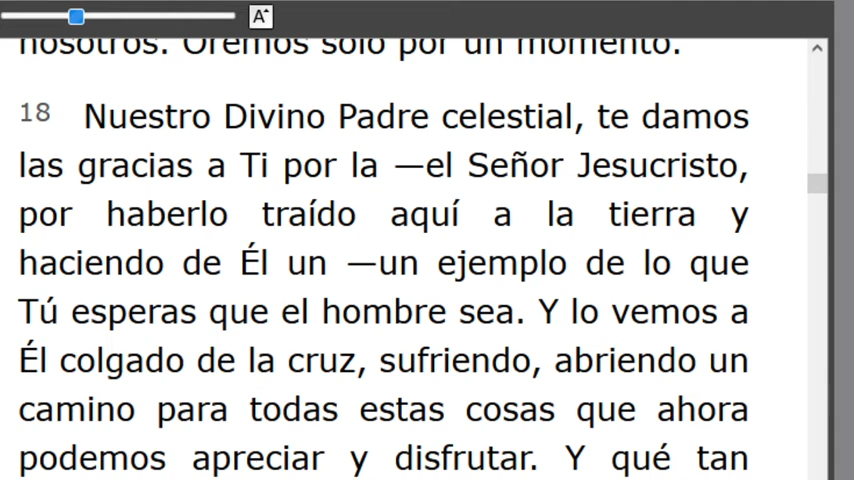 A
nosotros. Oremos sólo por un momento.
18 Nuestro Divino Padre celestial, te damos
las gracias a Ti por la —el Señor Jesucristo,
por haberlo traído aquí a la tierra y
haciendo de Él un —un ejemplo de lo que
Tú esperas que el hombre sea. Y lo vemos a
Él colgado de la cruz, sufriendo, abriendo un
camino para todas estas cosas que ahora
podemos apreciar y disfrutar. Y qué tan